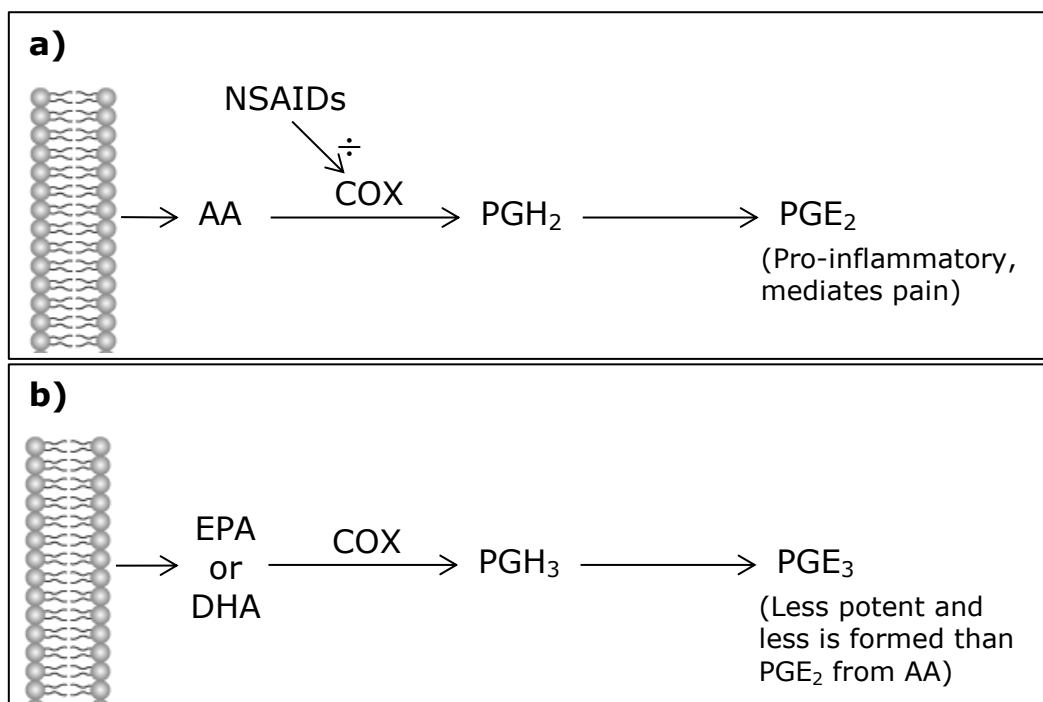 a)
NSAIDs
÷
COX
AA
PGH₂
PGE₂
(Pro-inflammatory,
mediates pain)
b)
EPA
or
DHA
COX
PGH₃
PGE₃
(Less potent and
less is formed than
PGE₂ from AA)